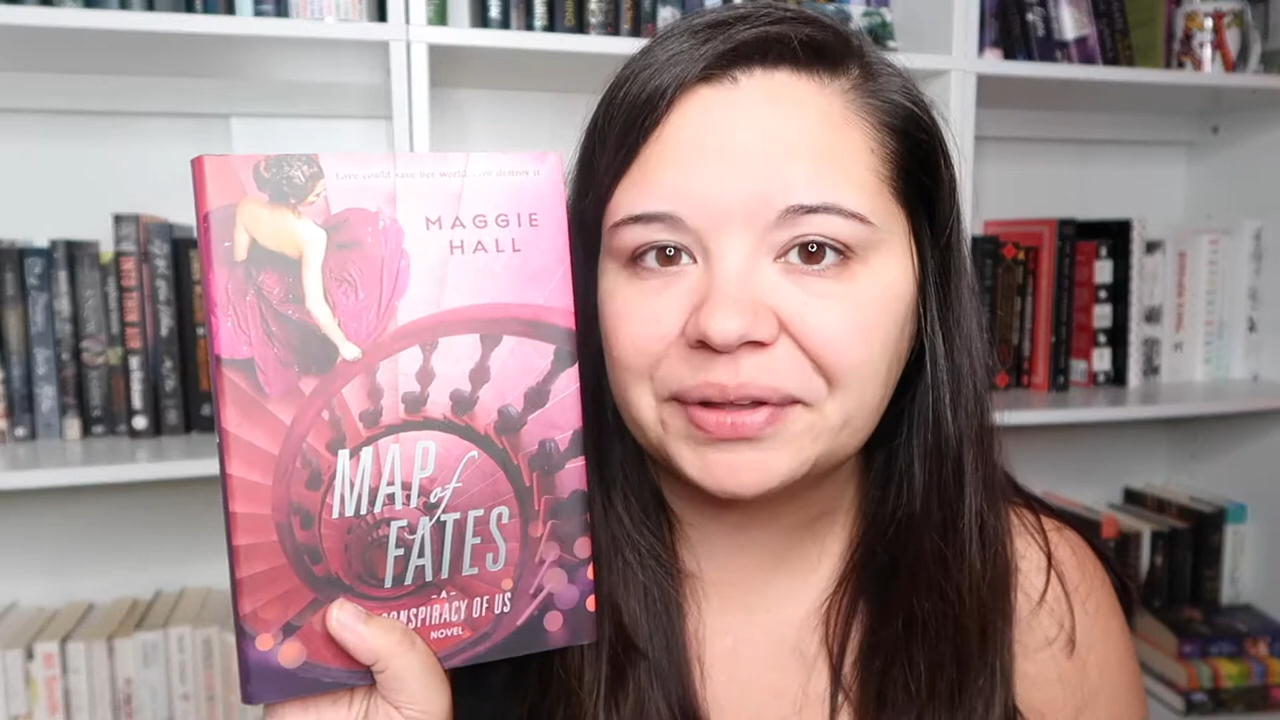 Love could save her world. . .or destroy it.
MAGGIE
HALL
MAP of
FATES
-A-
CONSPIRACY OF US
NOVEL